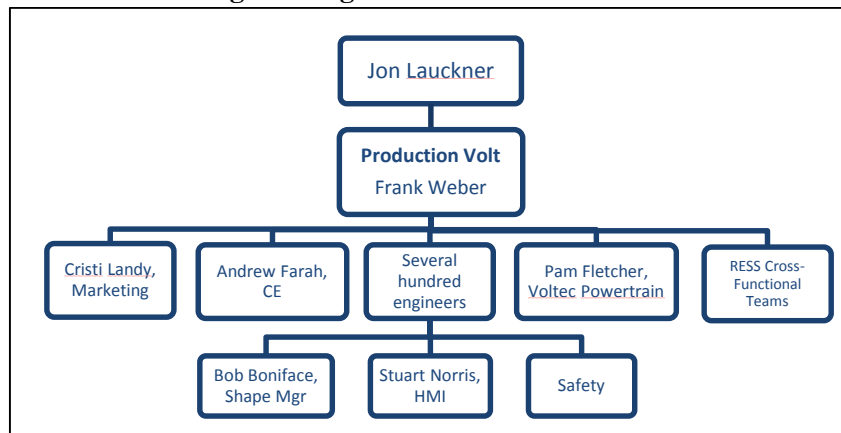 Jon Lauckner
Production Volt
Frank Weber
Cristi Landy,
Marketing
Andrew Farah,
CE
Several
hundred
engineers
Pam Fletcher,
Voltec Powertrain
RESS Cross-
Functional
Teams
Bob Boniface,
Shape Mgr
Stuart Norris,
HMI
Safety